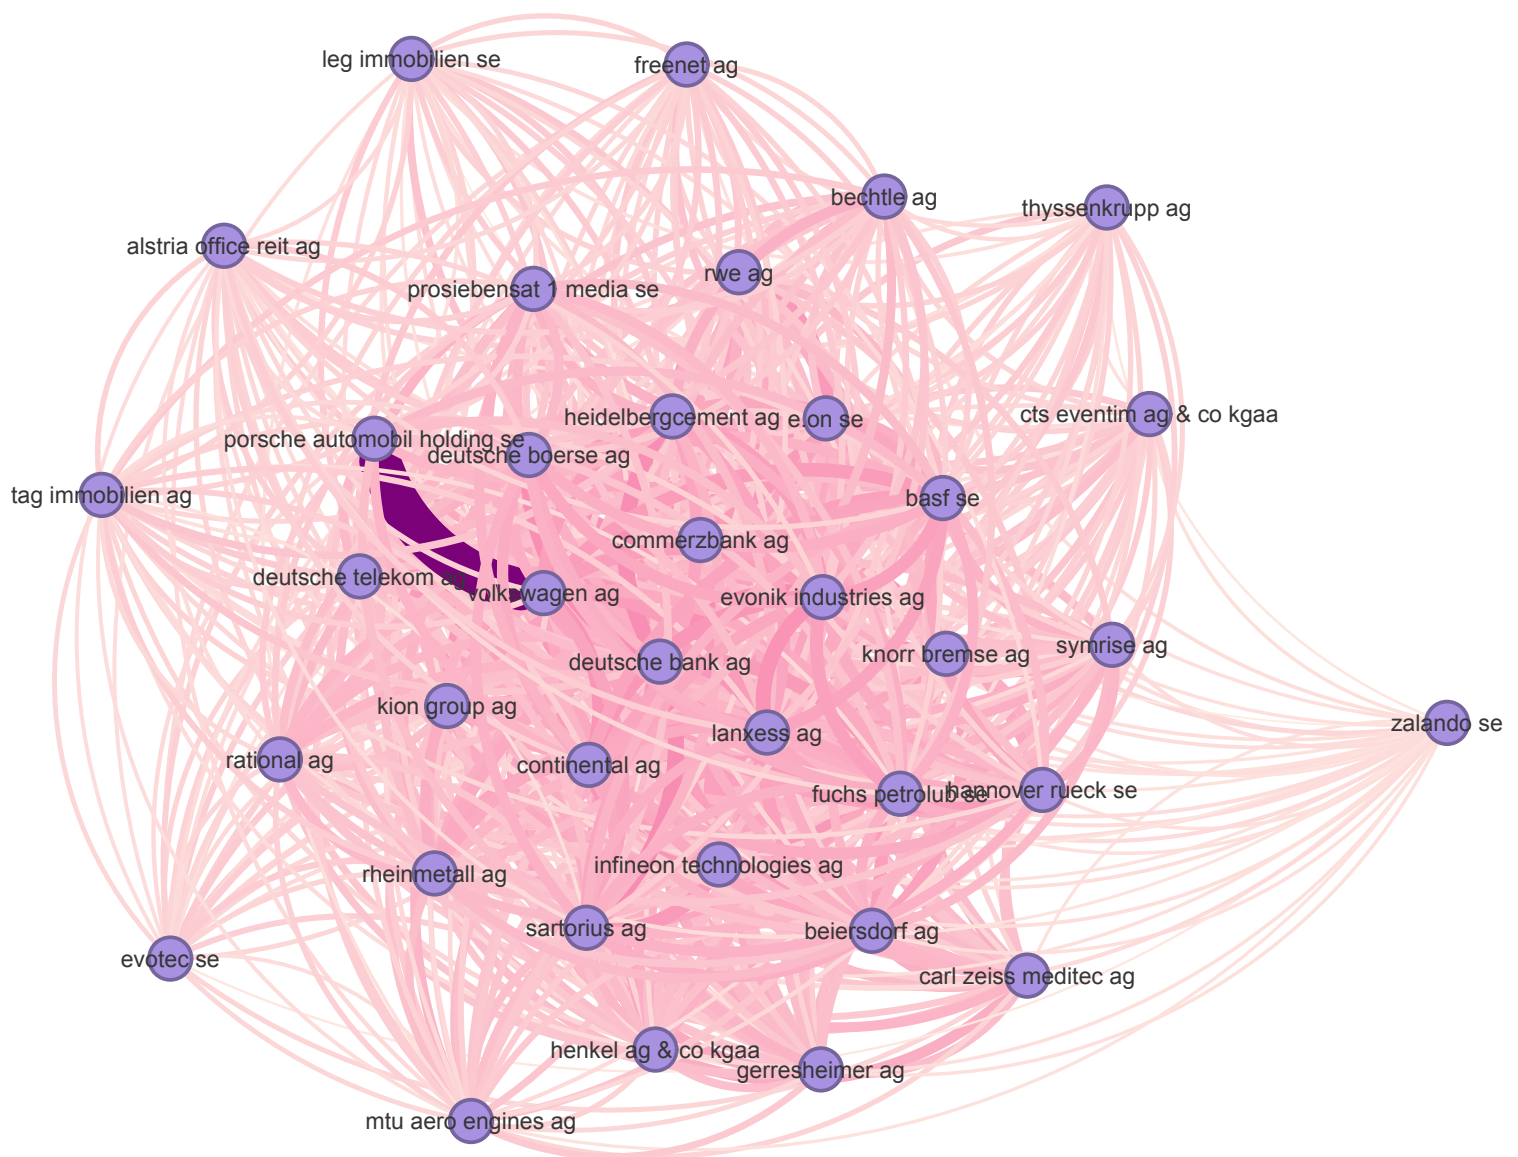 leg immobilien se
freenet ag
bechtle ag
thyssenkrupp ag
alstria office reit ag
rwe ag
prosiebensat 1 media se
heidelbergcement ag
e.on se
cts eventim ag & co kgaa
porsche automobil holding se
deutsche boerse ag
tag immobilien ag
basf se
commerzbank ag
deutsche telekom ag
volkswagen ag
evonik industries ag
deutsche bank ag
knorr bremse ag
symrise ag
kion group ag
zalando se
lanxess ag
rational ag
continental ag
fuchs petrolub se
hannover rueck se
infineon technologies ag
rheinmetall ag
sartorius ag
beiersdorf ag
evotec se
carl zeiss meditec ag
henkel ag & co kgaa
gerresheimer ag
mtu aero engines ag